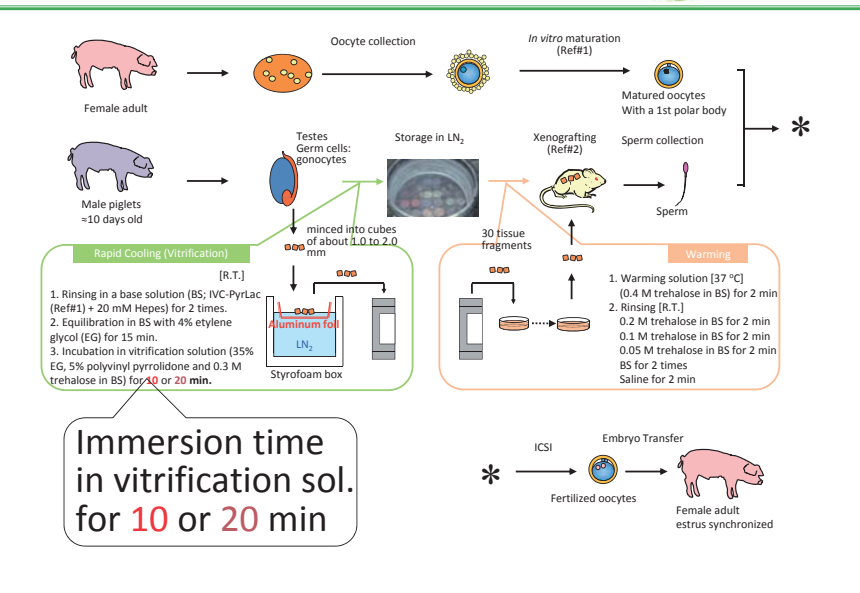 Oocyte collection
In vitro maturation
(Ref#1)
Female adult
Matured oocytes
With a 1st polar body
*
Testes
Germ cells:
gonocytes
Storage in LN2
Xenografting
(Ref#2)
Sperm collection
Male piglets
≈10 days old
Sperm
minced into cubes
of about 1.0 to 2.0
mm
30 tissue
fragments
Rapid Cooling (Vitrification)
[R.T.]
1. Rinsing in a base solution (BS; IVC-PyrLac
(Ref#1) + 20 mM Hepes) for 2 times.
2. Equilibration in BS with 4% etylene
glycol (EG) for 15 min.
3. Incubation in vitrification solution (35%
EG, 5% polyvinyl pyrrolidone and 0.3 M
trehalose in BS) for 10 or 20 min.
Aluminum foil
LN2
Styrofoam box
Warming
1. Warming solution [37 °C]
(0.4 M trehalose in BS) for 2 min
2. Rinsing [R.T.]
0.2 M trehalose in BS for 2 min
0.1 M trehalose in BS for 2 min
0.05 M trehalose in BS for 2 min
BS for 2 times
Saline for 2 min
Immersion time
in vitrification sol.
for 10 or 20 min
*
ICSI
Embryo Transfer
Fertilized oocytes
Female adult
estrus synchronized